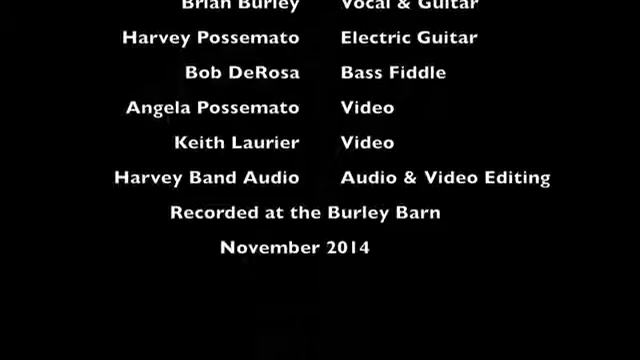 Brian Burley Vocal & Guitar
Harvey Possemato Electric Guitar
Bob DeRosa Bass Fiddle
Angela Possemato Video
Keith Laurier Video
Harvey Band Audio Audio & Video Editing
Recorded at the Burley Barn
November 2014